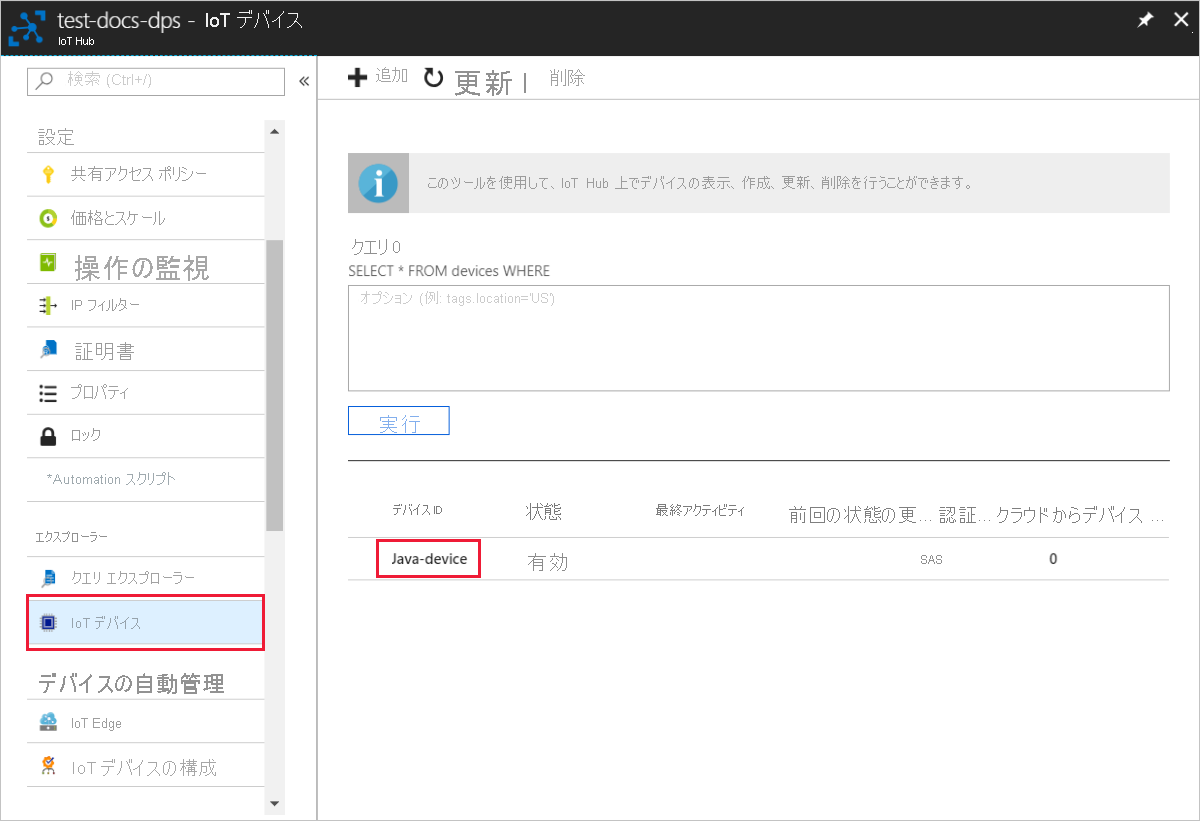 test-docs-dps - IoT デバイス
IoT Hub
検索 (Ctrl+/)
«
設定
共有アクセス ポリシー
価格とスケール
操作の監視
IP フィルター
証明書
プロパティ
ロック
*Automation スクリプト
エクスプローラー
クエリ エクスプローラー
IoT デバイス
デバイスの自動管理
IoT Edge
IoT デバイスの構成
追加 更新 | 削除
このツールを使用して、IoT Hub 上でデバイスの表示、作成、更新、削除を行うことができます。
クエリ 0
SELECT * FROM devices WHERE
オプション (例: tags.location='US')
実行
デバイス ID 状態 最終アクティビティ 前回の状態の更... 認証... クラウドからデバイス ...
Java-device 有効 SAS 0